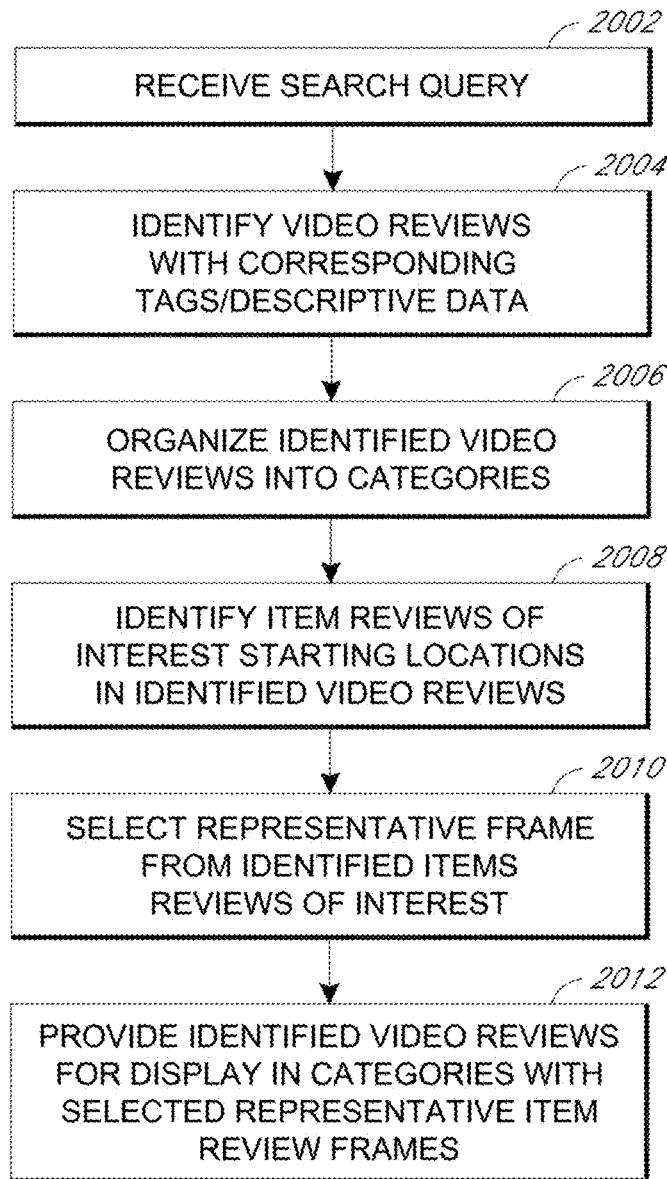 2002
RECEIVE SEARCH QUERY
2004
IDENTIFY VIDEO REVIEWS
WITH CORRESPONDING
TAGS/DESCRIPTIVE DATA
2006
ORGANIZE IDENTIFIED VIDEO
REVIEWS INTO CATEGORIES
2008
IDENTIFY ITEM REVIEWS OF
INTEREST STARTING LOCATIONS
IN IDENTIFIED VIDEO REVIEWS
2010
SELECT REPRESENTATIVE FRAME
FROM IDENTIFIED ITEMS
REVIEWS OF INTEREST
2012
PROVIDE IDENTIFIED VIDEO REVIEWS
FOR DISPLAY IN CATEGORIES WITH
SELECTED REPRESENTATIVE ITEM
REVIEW FRAMES